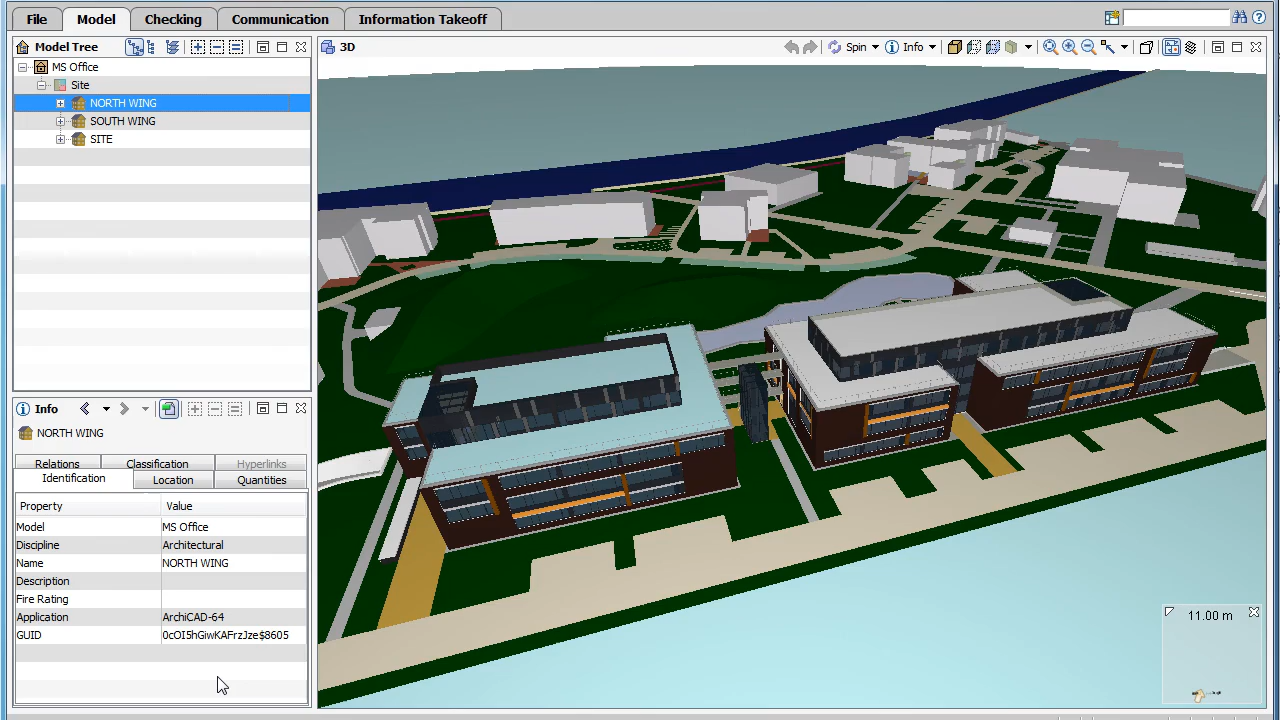 File Model Checking Communication Information Takeoff
Model Tree
3D Spin Info
MS Office
Site
NORTH WING
SOUTH WING
SITE
Info
NORTH WING
Relations Classification Hyperlinks
Identification Location Quantities
Property Value
Model MS Office
Discipline Architectural
Name NORTH WING
Description
Fire Rating
Application ArchiCAD-64
GUID 0cOI5hGiwKAFrzJze$8605
11.00 m